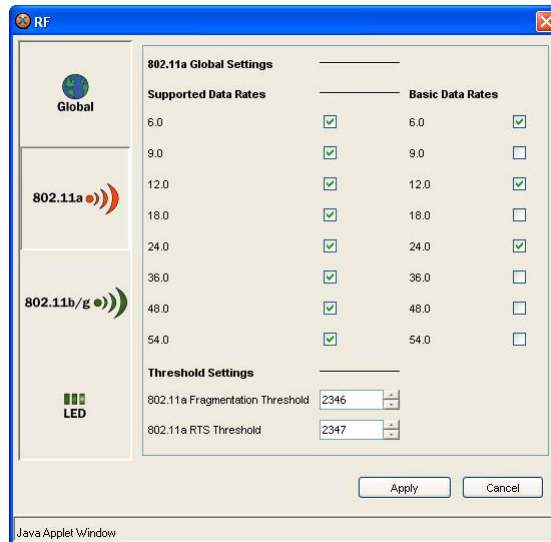 RF
Global
802.11a
802.11b/g
LED
802.11a Global Settings
Supported Data Rates Basic Data Rates
6.0 6.0
9.0 9.0
12.0 12.0
18.0 18.0
24.0 24.0
36.0 36.0
48.0 48.0
54.0 54.0
Threshold Settings
802.11a Fragmentation Threshold 2346
802.11a RTS Threshold 2347
Apply Cancel
Java Applet Window